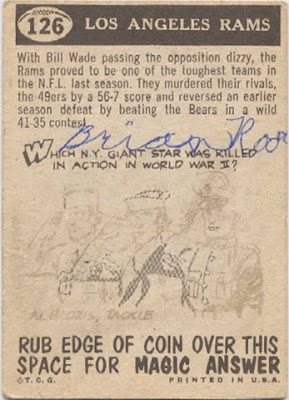 126 LOS ANGELES RAMS
With Bill Wade passing the opposition dizzy, the
Rams proved to be one of the toughest teams in
the N.F.L. last season. They murdered their rivals,
the 49ers by a 56-7 score and reversed an earlier
season defeat by beating the Bears in a wild
41-35 contest.
Brian
WHICH N.Y. GIANT STAR WAS KILLED
IN ACTION IN WORLD WAR II?
AL BLOZIS, TACKLE
RUB EDGE OF COIN OVER THIS
SPACE FOR MAGIC ANSWER
©T.C.G. PRINTED IN U.S.A.